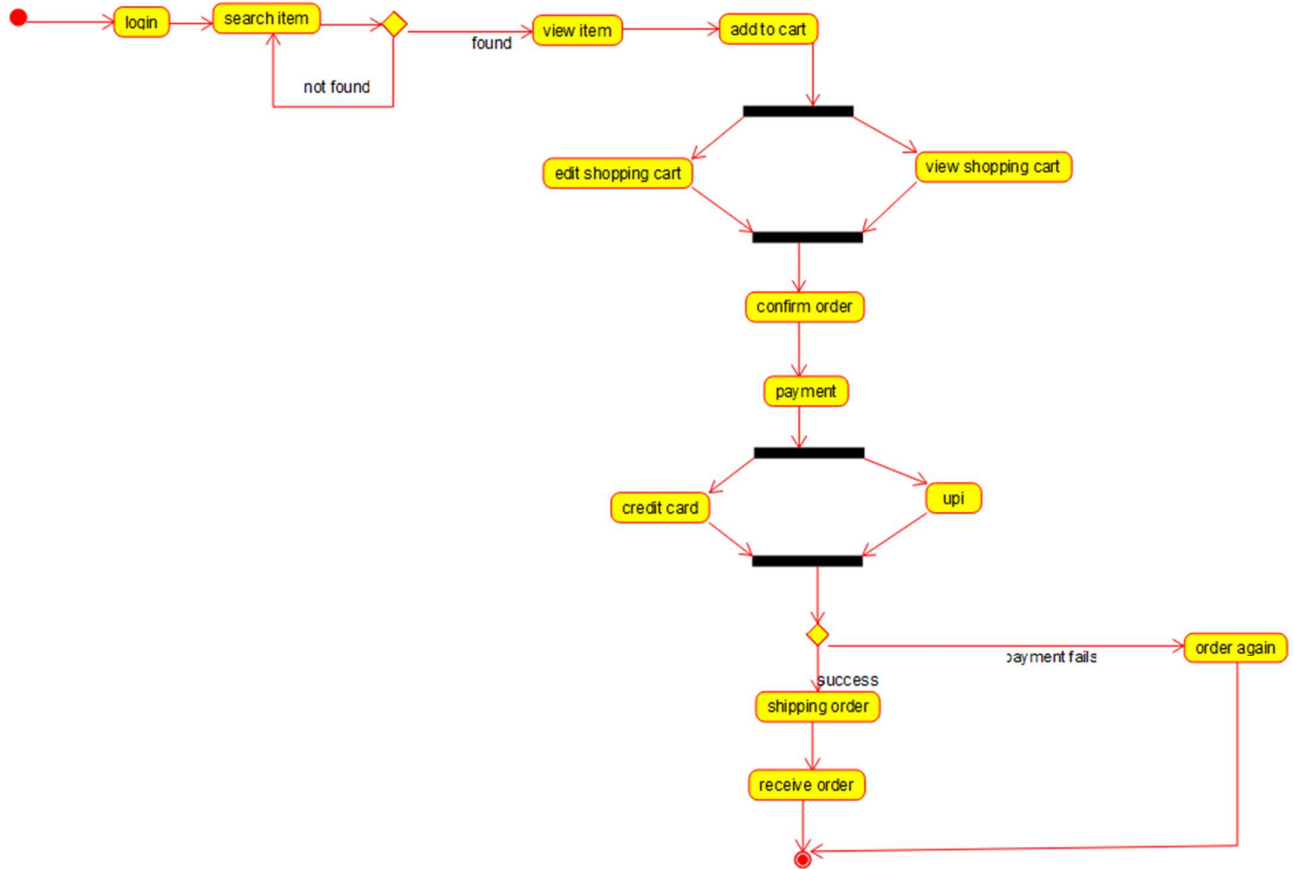 login
search item
found
view item
add to cart
not found
edit shopping cart
view shopping cart
confirm order
payment
credit card
upi
payment fails
order again
success
shipping order
receive order